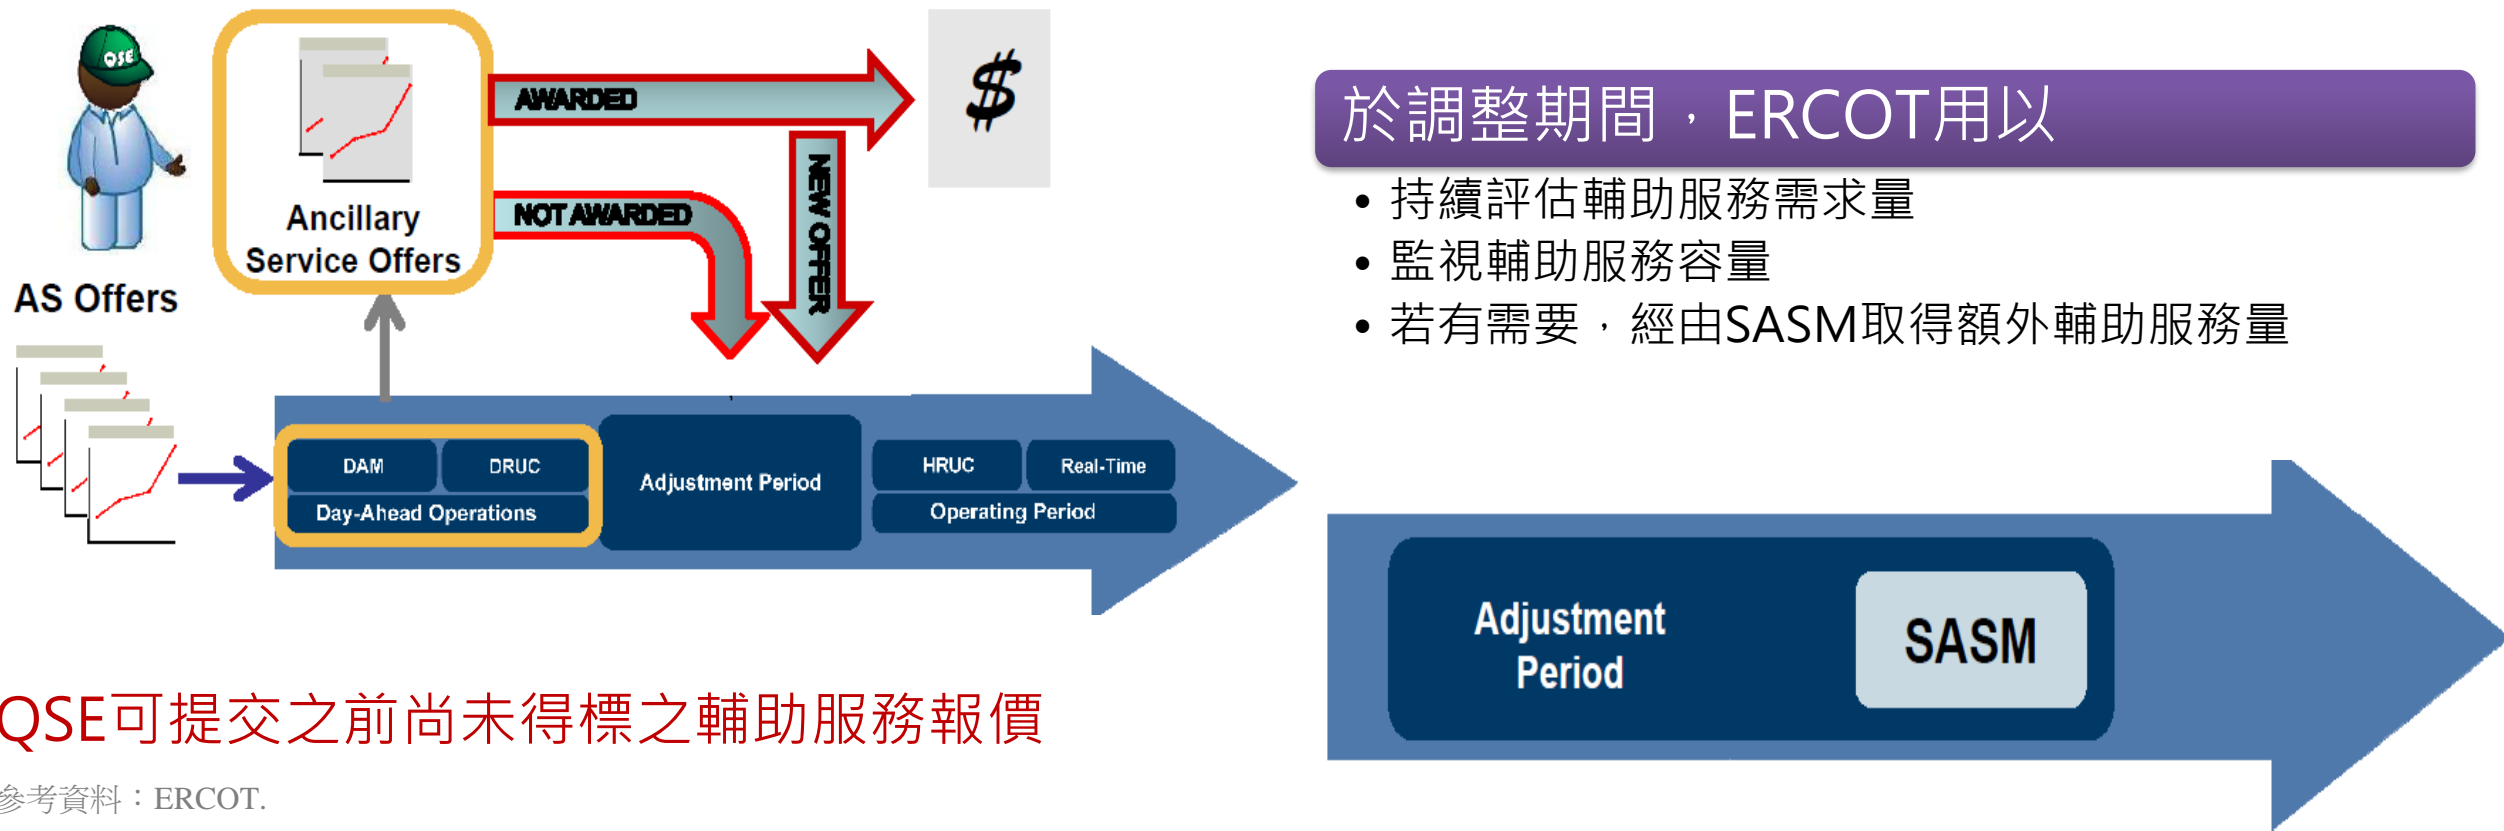 QSE
AS Offers
Ancillary
Service Offers
AWARDED
NOT AWARDED
NEW OFFER
$
DAM
DRUC
Day-Ahead Operations
Adjustment Period
HRUC
Real-Time
Operating Period
QSE可提交之前尚未得標之輔助服務報價
參考資料：ERCOT.
於調整期間，ERCOT用以
• 持續評估輔助服務需求量
• 監視輔助服務容量
• 若有需要，經由SASM取得額外輔助服務量
Adjustment
Period
SASM